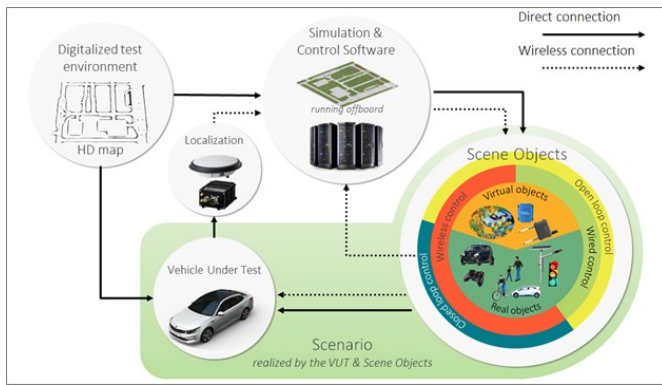 Direct connection
Wireless connection
Digitalized test
environment
HD map
Simulation &
Control Software
running offboard
Localization
Scene Objects
Virtual objects
Wireless control
Open loop control
Wired control
Closed loop control
Real objects
Vehicle Under Test
Scenario
realized by the VUT & Scene Objects